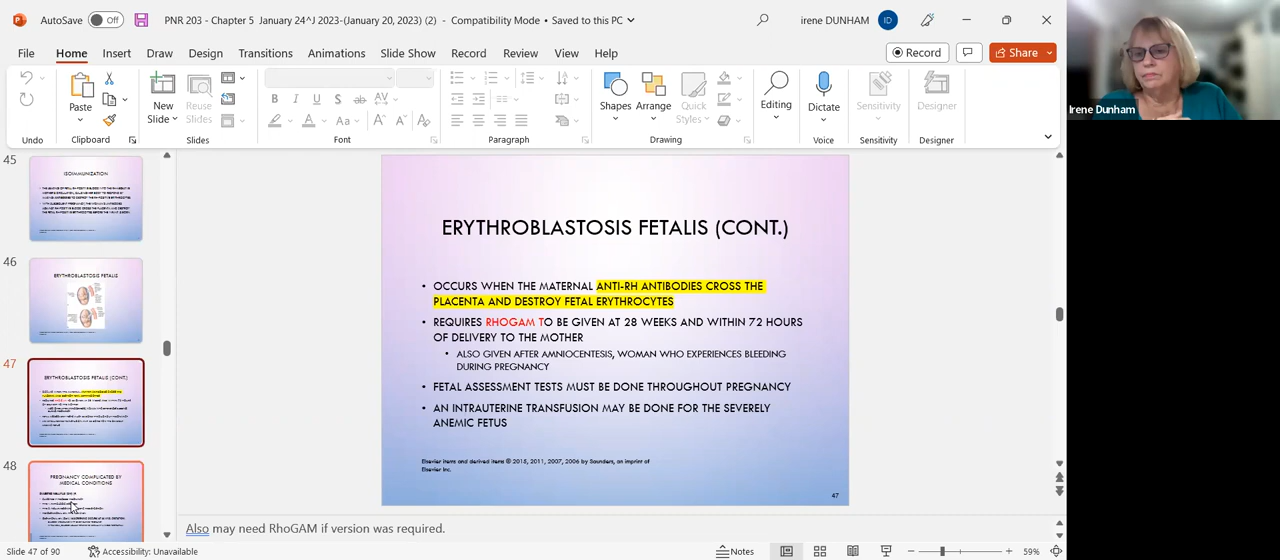 AutoSave Off PNR 203 - Chapter 5 January 24^J 2023-(January 20, 2023) (2) - Compatibility Mode • Saved to this PC irene DUNHAM ID
File Home Insert Draw Design Transitions Animations Slide Show Record Review View Help Record Share
Paste New Slide Reuse Slides B I U S ab AV Aa A Shapes Arrange Quick Styles Editing Dictate Sensitivity Designer
Undo Clipboard Slides Font Paragraph Drawing Voice Sensitivity Designer
Irene Dunham
45
ISOIMMUNIZATION
46
ERYTHROBLASTOSIS FETALIS
47
ERYTHROBLASTOSIS FETALIS (CONT.)
48
PREGNANCY COMPLICATED BY
MEDICAL CONDITIONS
ERYTHROBLASTOSIS FETALIS (CONT.)
• OCCURS WHEN THE MATERNAL ANTI-RH ANTIBODIES CROSS THE
PLACENTA AND DESTROY FETAL ERYTHROCYTES
• REQUIRES RHOGAM TO BE GIVEN AT 28 WEEKS AND WITHIN 72 HOURS
OF DELIVERY TO THE MOTHER
• ALSO GIVEN AFTER AMNIOCENTESIS, WOMAN WHO EXPERIENCES BLEEDING
DURING PREGNANCY
• FETAL ASSESSMENT TESTS MUST BE DONE THROUGHOUT PREGNANCY
• AN INTRAUTERINE TRANSFUSION MAY BE DONE FOR THE SEVERELY
ANEMIC FETUS
Elsevier items and derived items © 2015, 2011, 2007, 2006 by Saunders, an imprint of
Elsevier Inc.
47
Also may need RhoGAM if version was required.
Slide 47 of 90 Accessibility: Unavailable Notes 59%